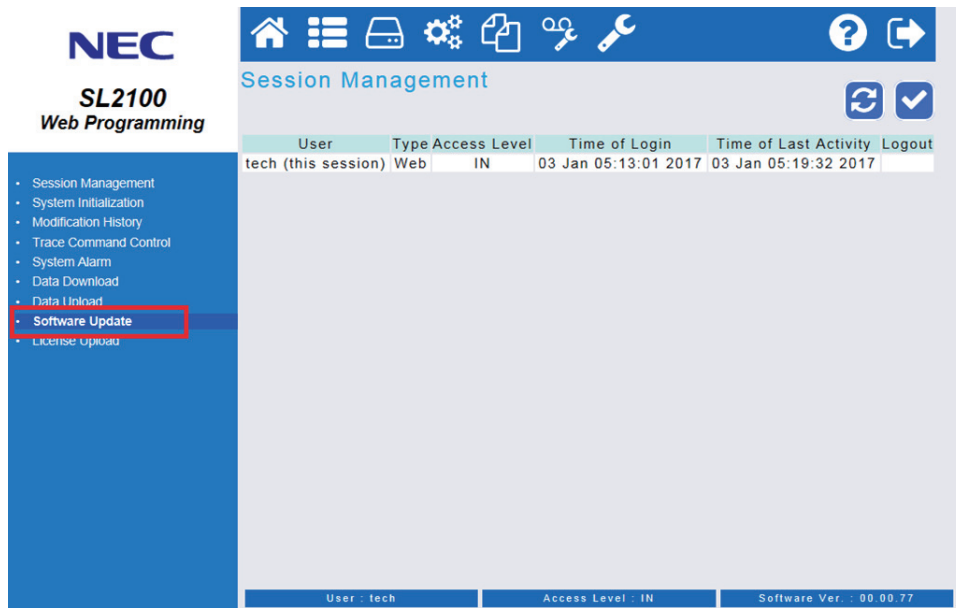 NEC
SL2100
Web Programming
Session Management
User Type Access Level Time of Login Time of Last Activity Logout
tech (this session) Web IN 03 Jan 05:13:01 2017 03 Jan 05:19:32 2017
• Session Management
• System Initialization
• Modification History
• Trace Command Control
• System Alarm
• Data Download
• Data Upload
• Software Update
• License Upload
User : tech
Access Level : IN
Software Ver. : 00.00.77